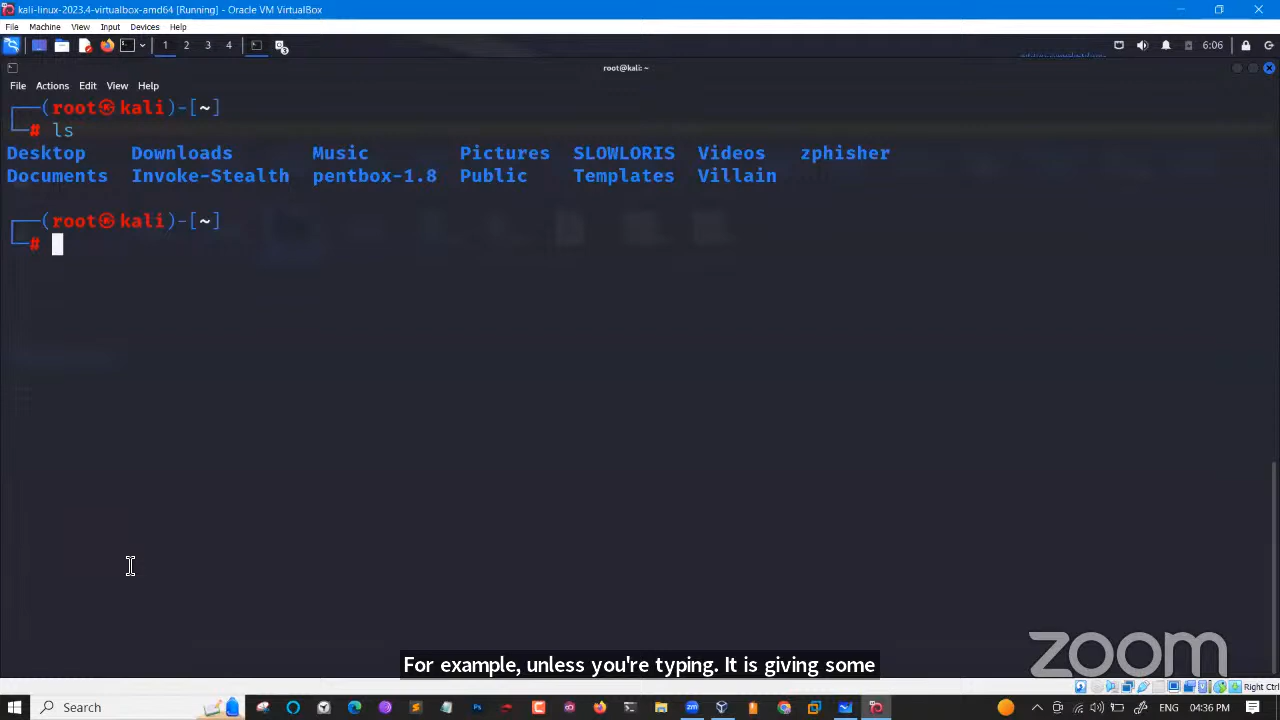 kali-linux-2023.4-virtualbox-amd64 [Running] - Oracle VM VirtualBox
File Machine View Input Devices Help
1 2 3 4 6:06
root@kali: ~
File Actions Edit View Help
┌──(root㉿kali)-[~]
└─# ls
Desktop Downloads Music Pictures SLOWLORIS Videos zphisher
Documents Invoke-Stealth pentbox-1.8 Public Templates Villain
┌──(root㉿kali)-[~]
└─#
For example, unless you're typing. It is giving some
zoom
Right Ctrl
Search ENG 04:36 PM